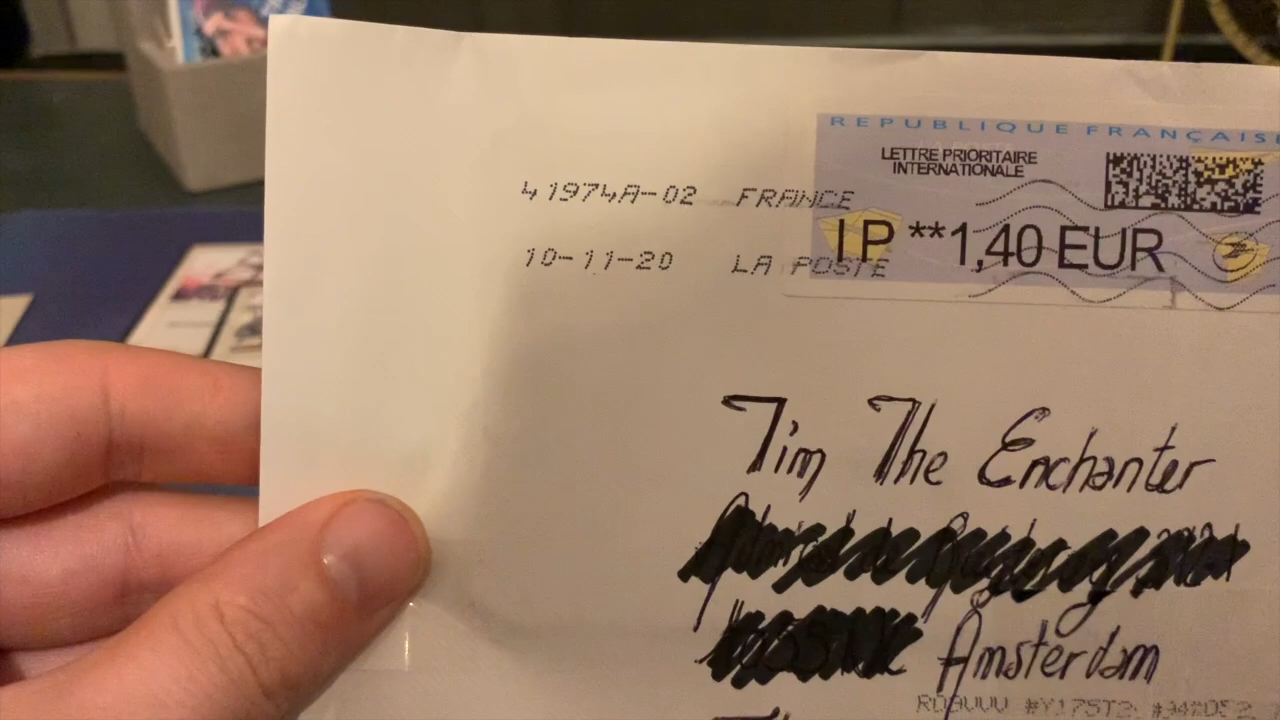 REPUBLIQUE FRANÇAISE
LETTRE PRIORITAIRE
INTERNATIONALE
41974A-02 FRANCE
IP **1,40 EUR
10-11-20 LA POSTE
Tim The Enchanter
Amsterdam